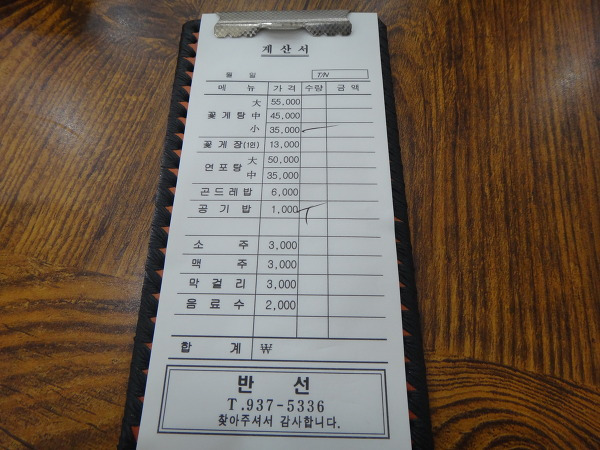 계산서
월 일 T/N
메뉴 가격 수량 금액
꽃게탕 大 55,000
中 45,000
小 35,000
꽃게장(1인) 13,000
연포탕 大 50,000
中 35,000
곤드레밥 6,000
공기밥 1,000
소주 3,000
맥주 3,000
막걸리 3,000
음료수 2,000
합계 ₩
반선
T.937-5336
찾아주셔서 감사합니다.